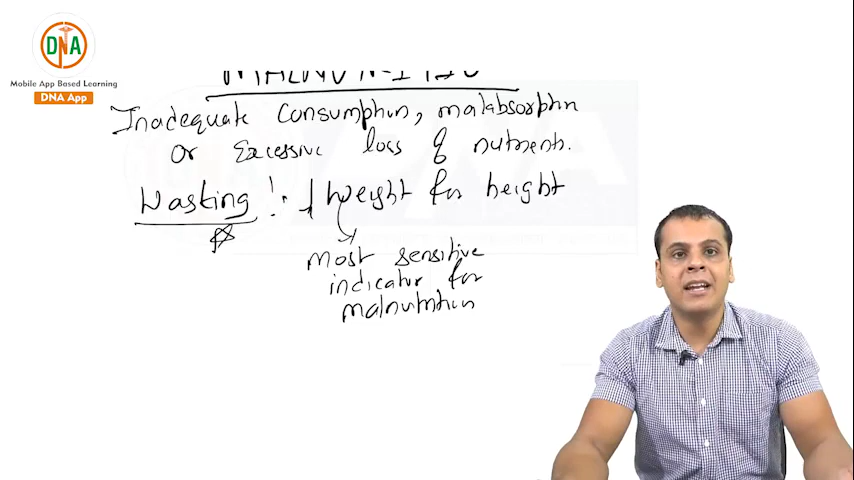 DNA
Mobile App Based Learning
DNA App
Inadequate Consumption, malabsorption
Or Excessive loss of nutrients.
Wasting : ↓ Weight for height
most sensitive
indicator for
malnutrition